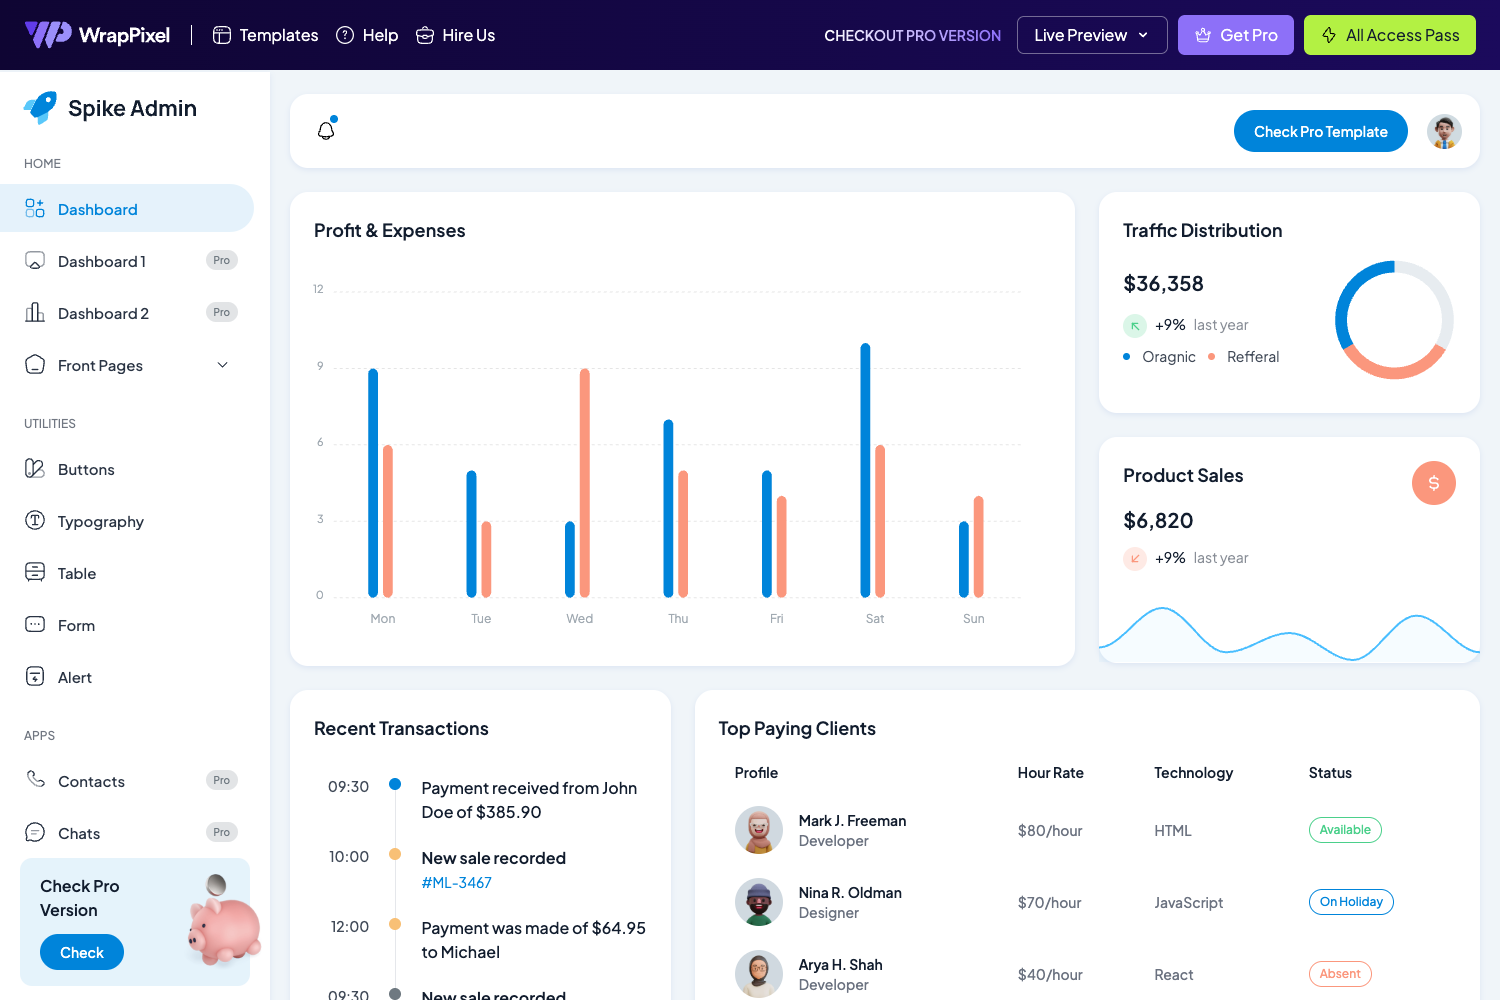 WrapPixel
Templates
Help
Hire Us
CHECKOUT PRO VERSION
Live Preview
Get Pro
All Access Pass
Spike Admin
HOME
Dashboard
Dashboard 1
Pro
Dashboard 2
Pro
Front Pages
UTILITIES
Buttons
Typography
Table
Form
Alert
APPS
Contacts
Pro
Chats
Pro
Check Pro
Version
Check
Check Pro Template
Profit & Expenses
12
9
6
3
0
Mon
Tue
Wed
Thu
Fri
Sat
Sun
Traffic Distribution
$36,358
+9% last year
Oragnic
Refferal
Product Sales
$
$6,820
+9% last year
Recent Transactions
09:30
Payment received from John
Doe of $385.90
10:00
New sale recorded
#ML-3467
12:00
Payment was made of $64.95
to Michael
09:30
New sale recorded
Top Paying Clients
Profile
Hour Rate
Technology
Status
Mark J. Freeman
Developer
$80/hour
HTML
Available
Nina R. Oldman
Designer
$70/hour
JavaScript
On Holiday
Arya H. Shah
Developer
$40/hour
React
Absent